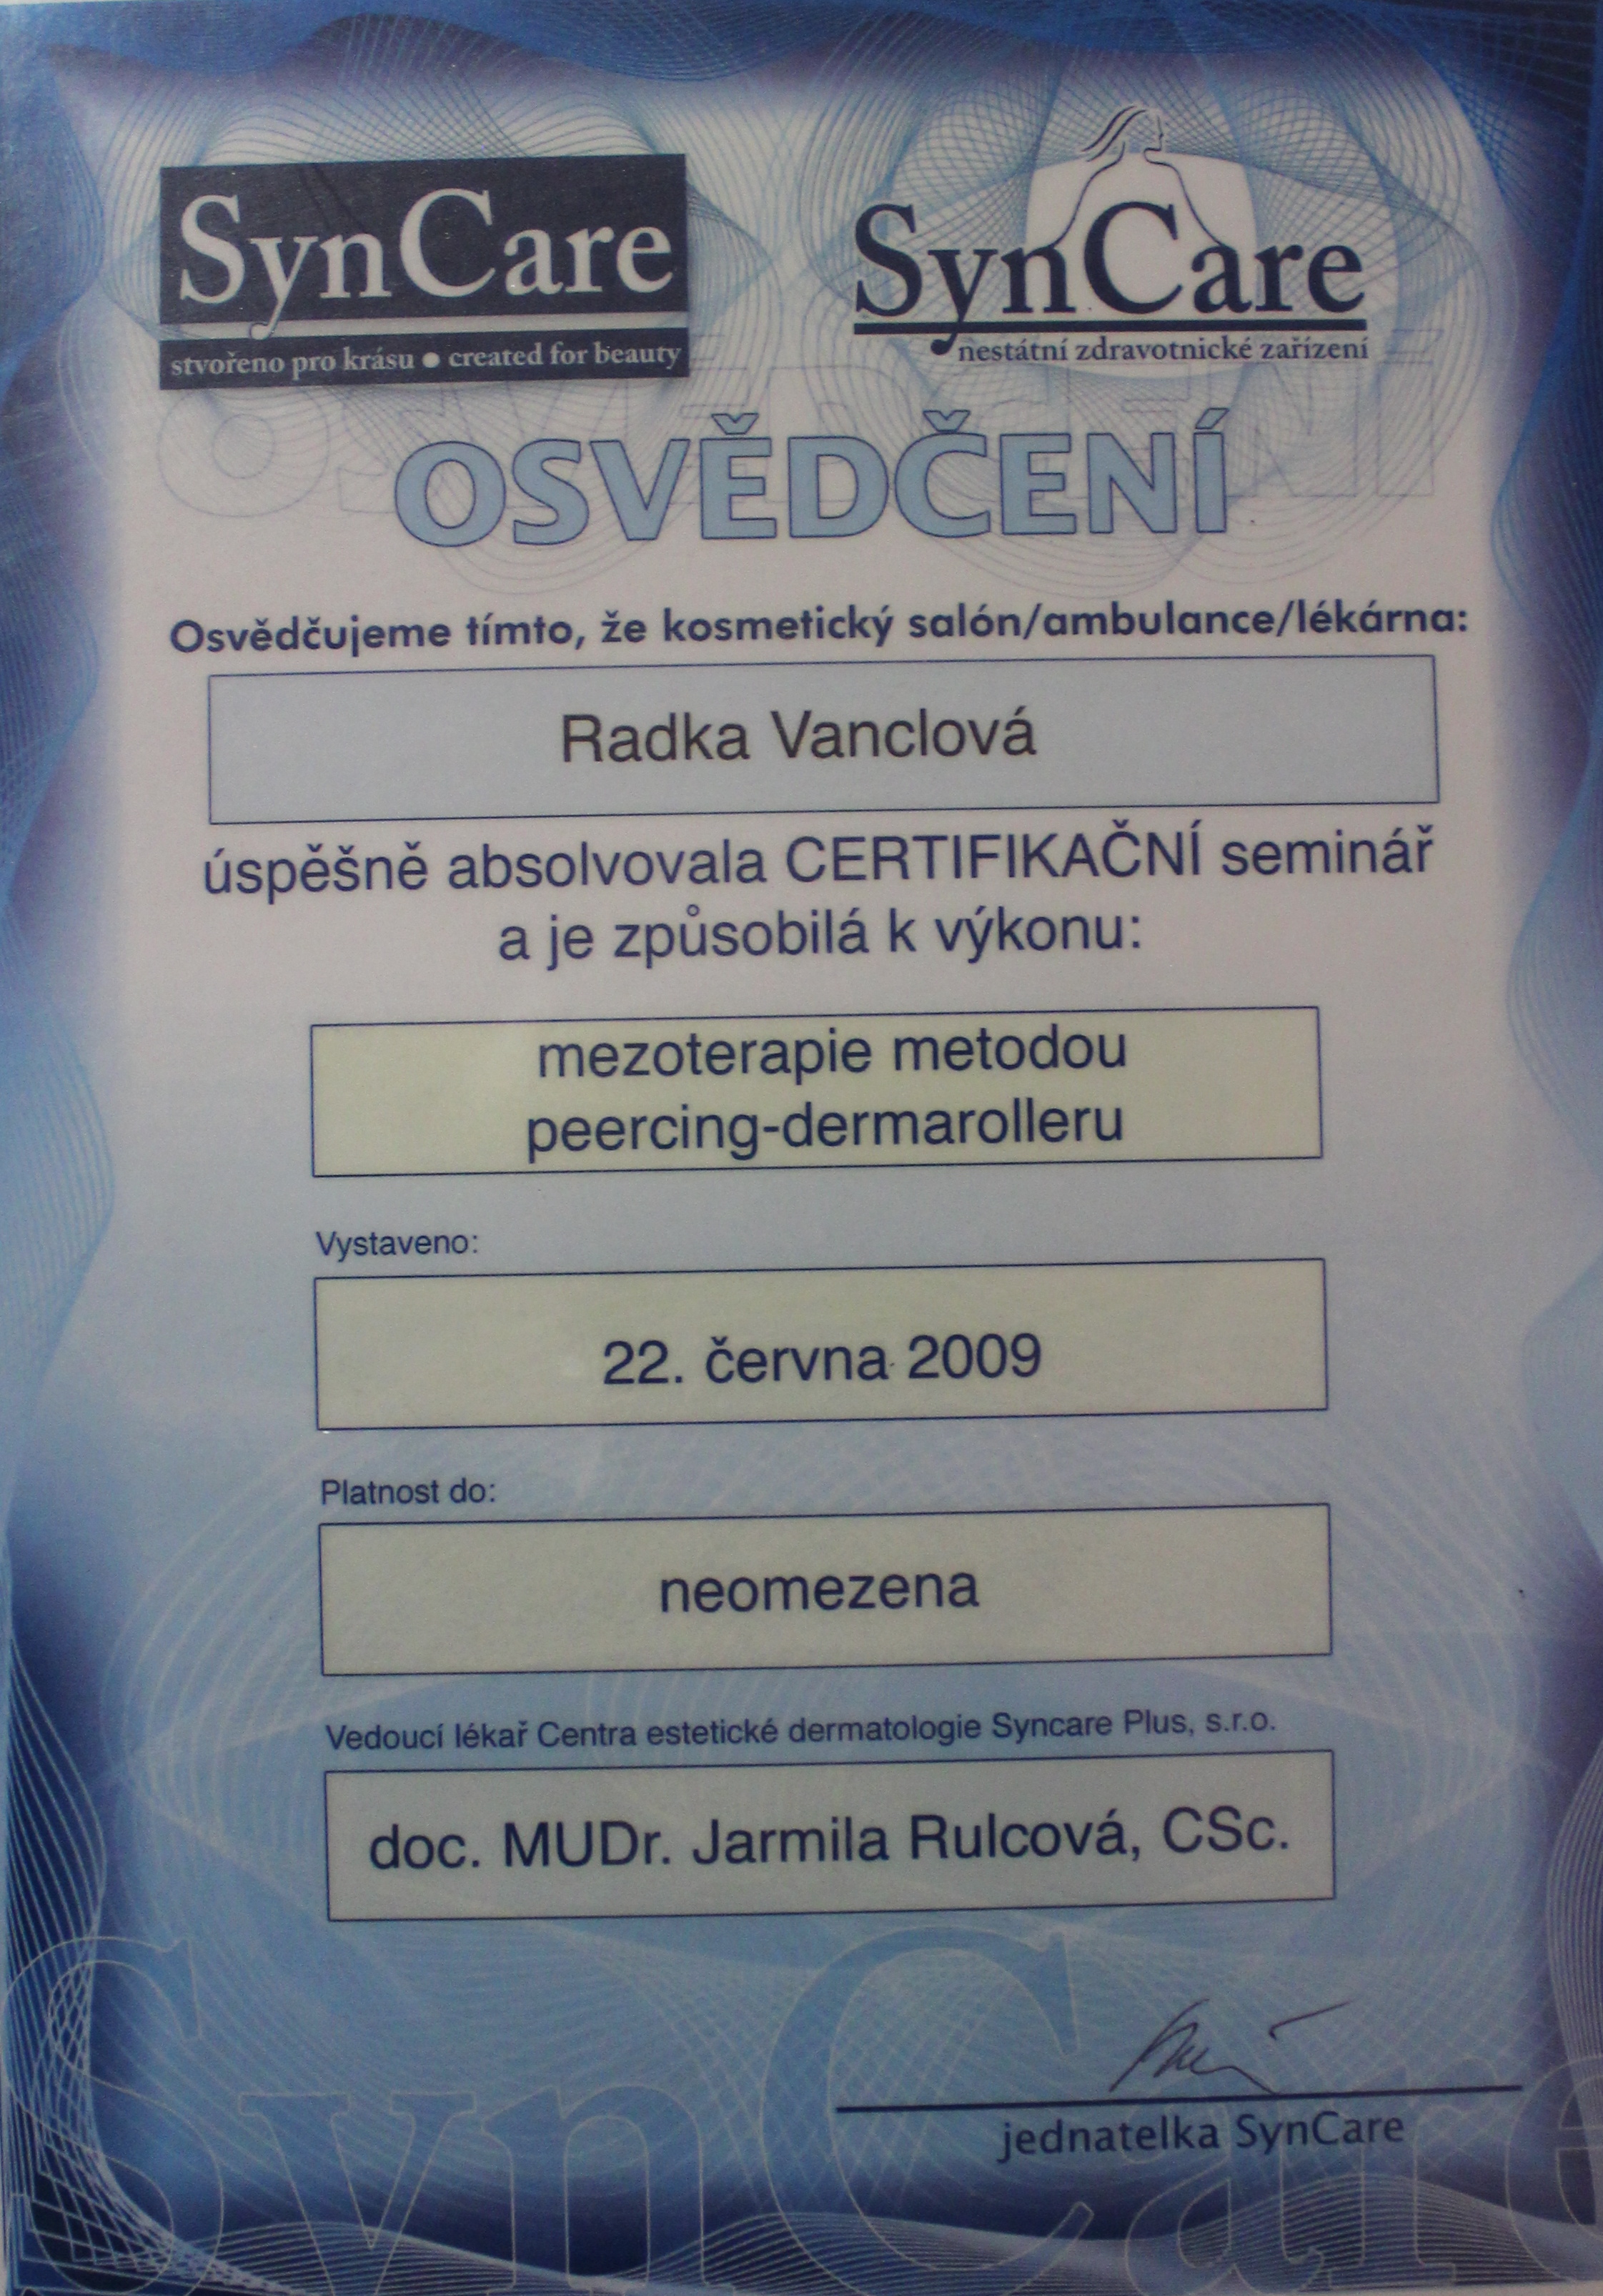 SynCare
stvořeno pro krásu • created for beauty
SynCare
nestátní zdravotnické zařízení
OSVĚDČENÍ
Osvědčujeme tímto, že kosmetický salón/ambulance/lékárna:
Radka Vanclová
úspěšně absolvovala CERTIFIKAČNÍ seminář
a je způsobilá k výkonu:
mezoterapie metodou
peercing-dermarolleru
Vystaveno:
22. června 2009
Platnost do:
neomezena
Vedoucí lékař Centra estetické dermatologie Syncare Plus, s.r.o.
doc. MUDr. Jarmila Rulcová, CSc.
jednatelka SynCare
SynCare